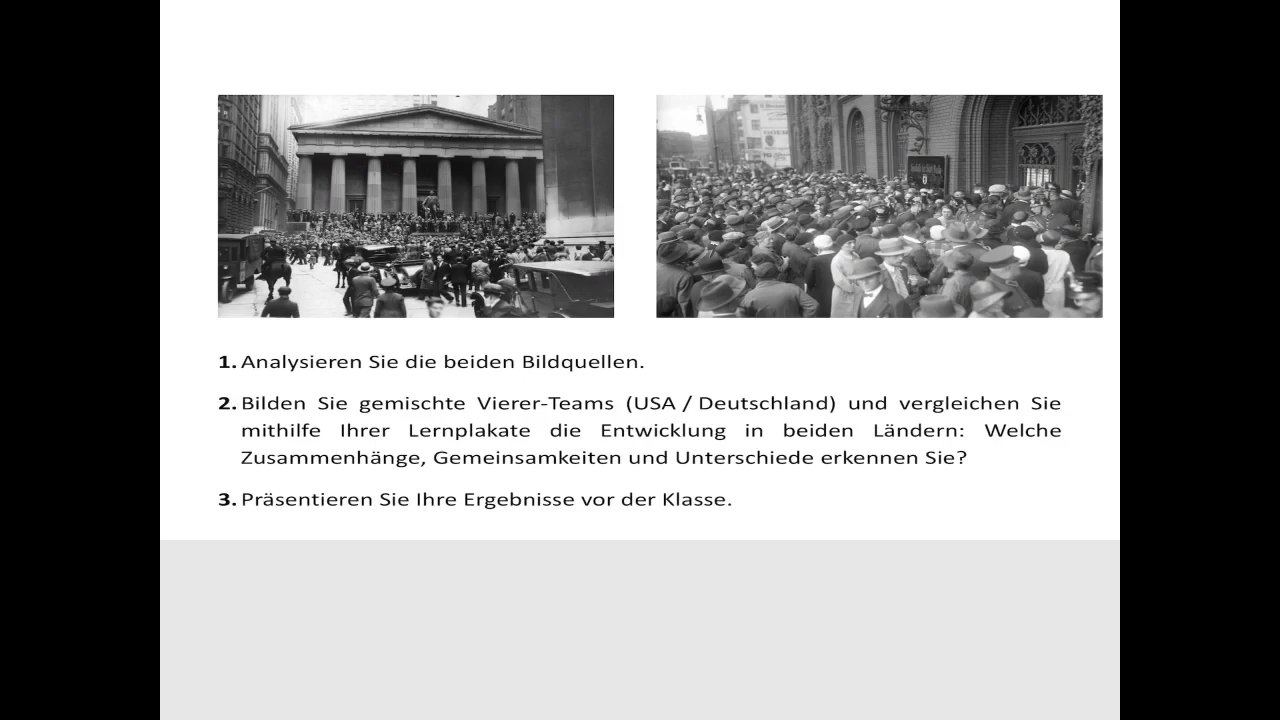 1. Analysieren Sie die beiden Bildquellen.
2. Bilden Sie gemischte Vierer-Teams (USA / Deutschland) und vergleichen Sie
mithilfe Ihrer Lernplakate die Entwicklung in beiden Ländern: Welche
Zusammenhänge, Gemeinsamkeiten und Unterschiede erkennen Sie?
3. Präsentieren Sie Ihre Ergebnisse vor der Klasse.